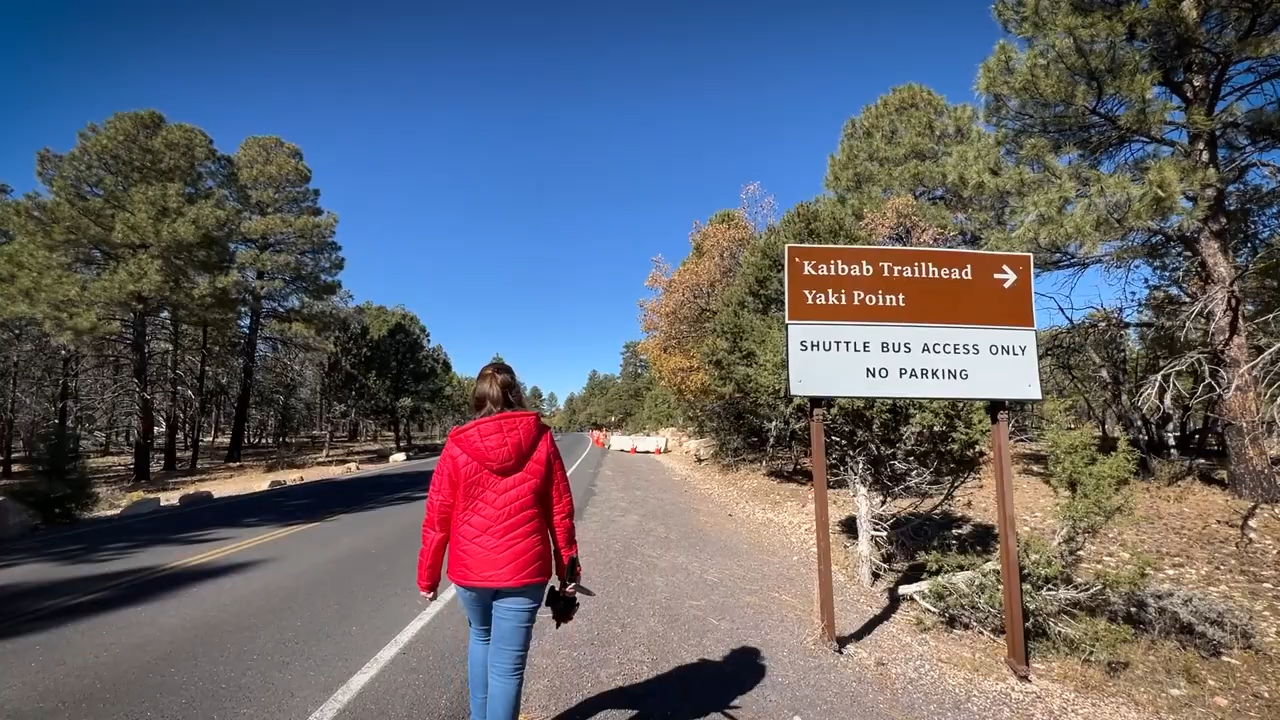 Kaibab Trailhead →
Yaki Point
SHUTTLE BUS ACCESS ONLY
NO PARKING